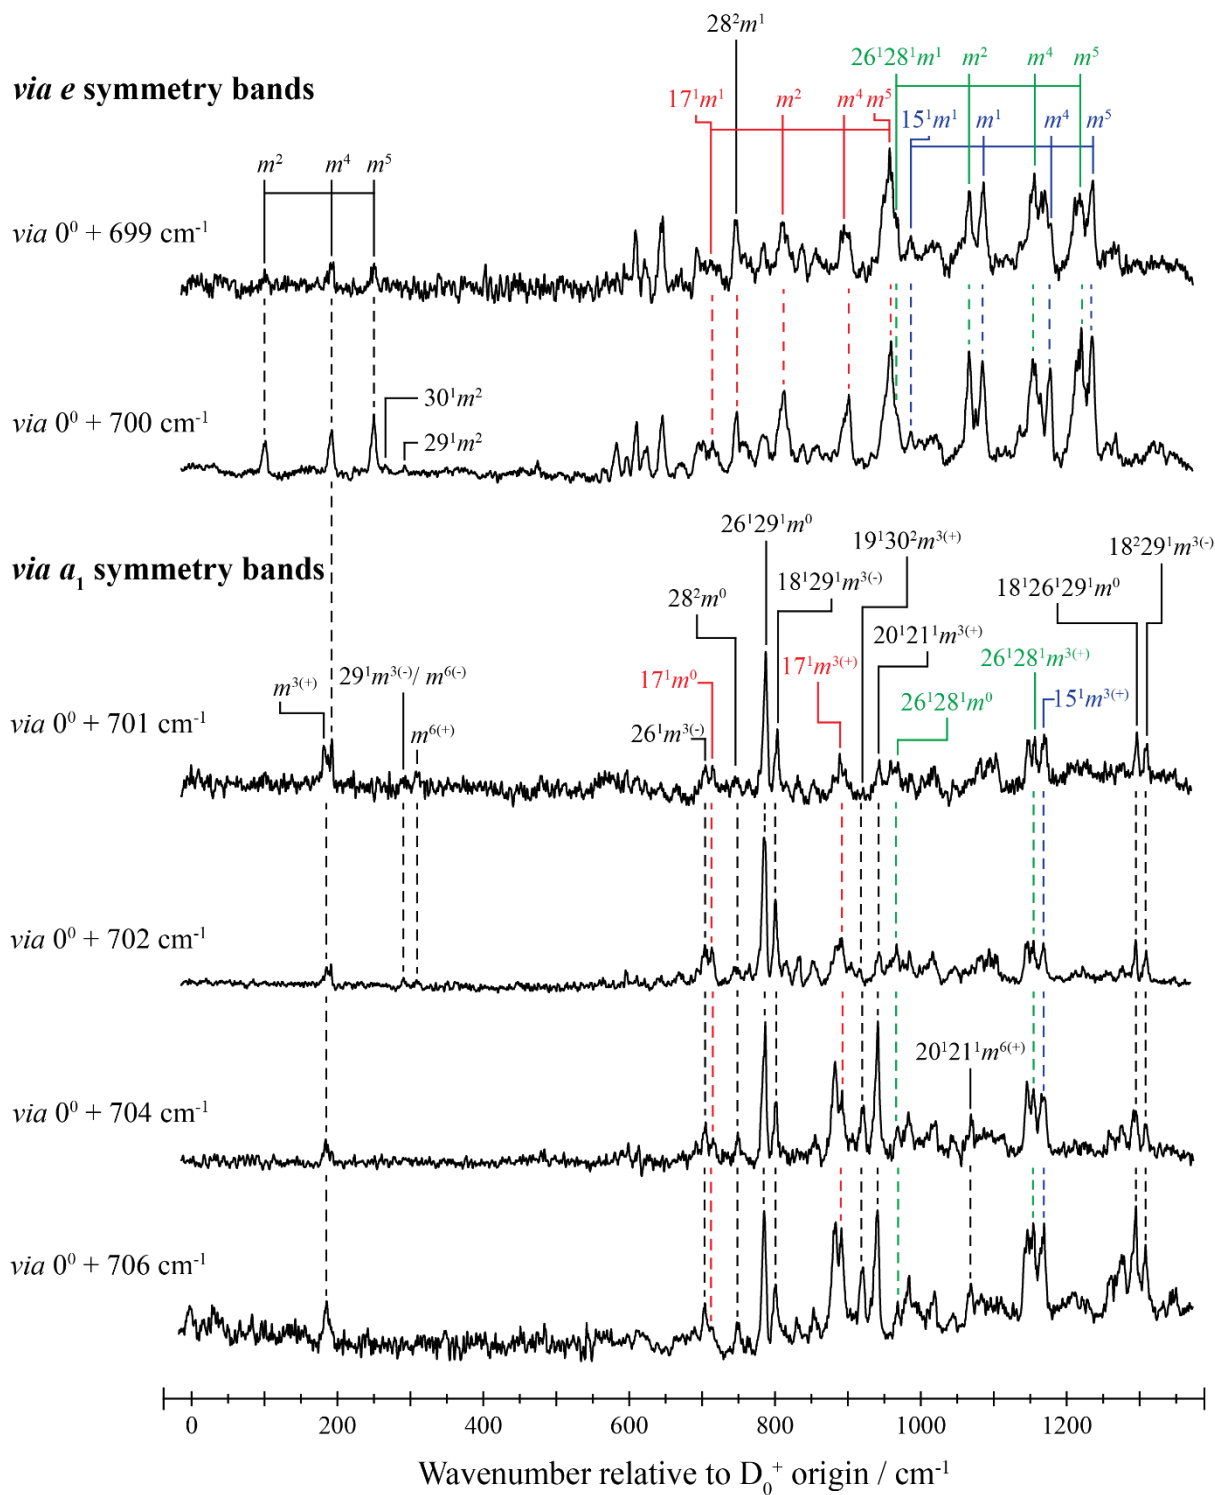 28²m¹
via e symmetry bands
26¹28¹m¹ m² m⁴ m⁵
17¹m¹ m² m⁴ m⁵
15¹m¹ m¹ m⁴ m⁵
m² m⁴ m⁵
via 0⁰ + 699 cm⁻¹
30¹m²
via 0⁰ + 700 cm⁻¹
29¹m²
26¹29¹m⁰
19¹30²m³⁽⁺⁾
18²29¹m³⁽⁻⁾
via a₁ symmetry bands
18¹29¹m³⁽⁻⁾
18¹26¹29¹m⁰
28²m⁰
20¹21¹m³⁽⁺⁾
29¹m³⁽⁻⁾/ m⁶⁽⁻⁾
17¹m⁰
17¹m³⁽⁺⁾
26¹28¹m³⁽⁺⁾
m³⁽⁺⁾
26¹28¹m⁰
15¹m³⁽⁺⁾
via 0⁰ + 701 cm⁻¹
m⁶⁽⁺⁾
26¹m³⁽⁻⁾
via 0⁰ + 702 cm⁻¹
20¹21¹m⁶⁽⁺⁾
via 0⁰ + 704 cm⁻¹
via 0⁰ + 706 cm⁻¹
0 200 400 600 800 1000 1200
Wavenumber relative to D₀⁺ origin / cm⁻¹